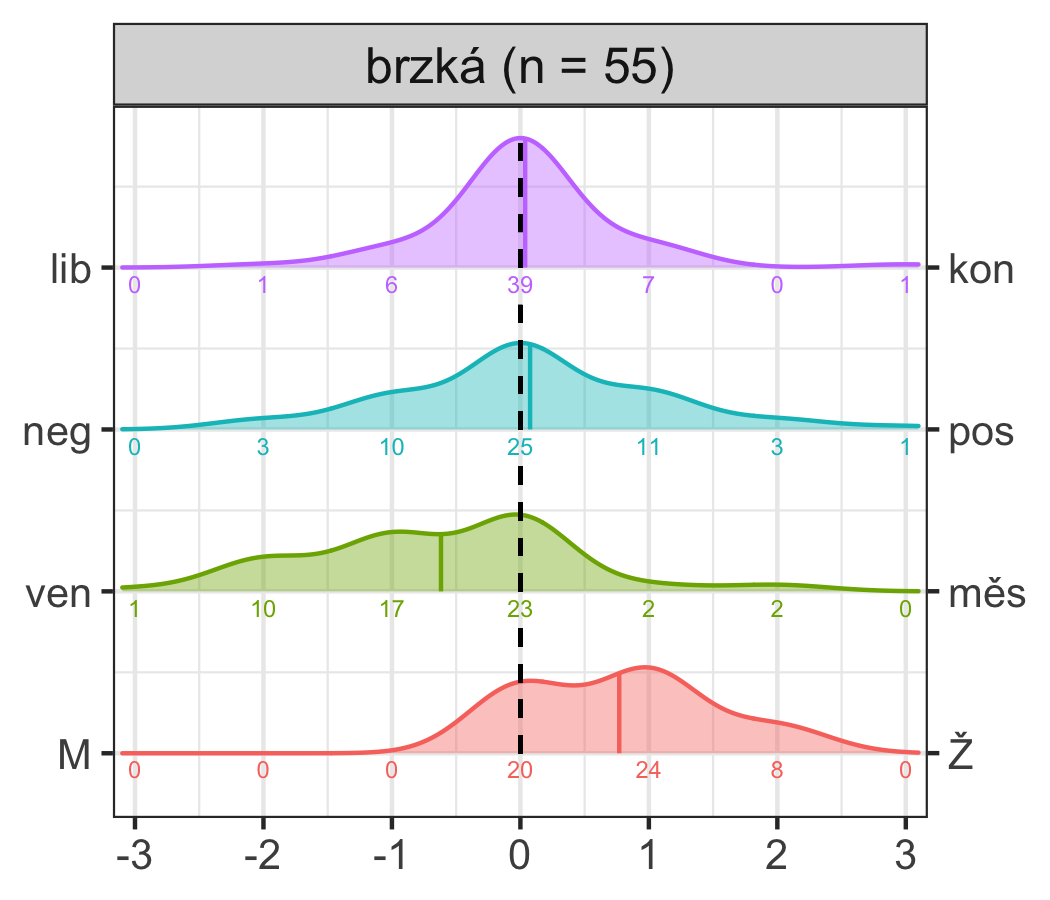 brzká (n = 55)
lib kon
0 1 6 39 7 0 1
neg pos
0 3 10 25 11 3 1
ven měs
1 10 17 23 2 2 0
M Ž
0 0 0 20 24 8 0
-3 -2 -1 0 1 2 3